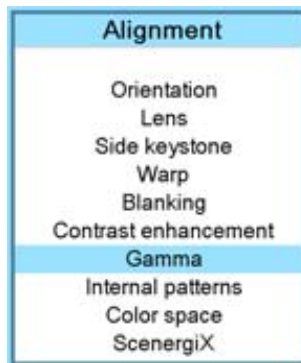 Alignment
Orientation
Lens
Side keystone
Warp
Blanking
Contrast enhancement
Gamma
Internal patterns
Color space
ScenergiX